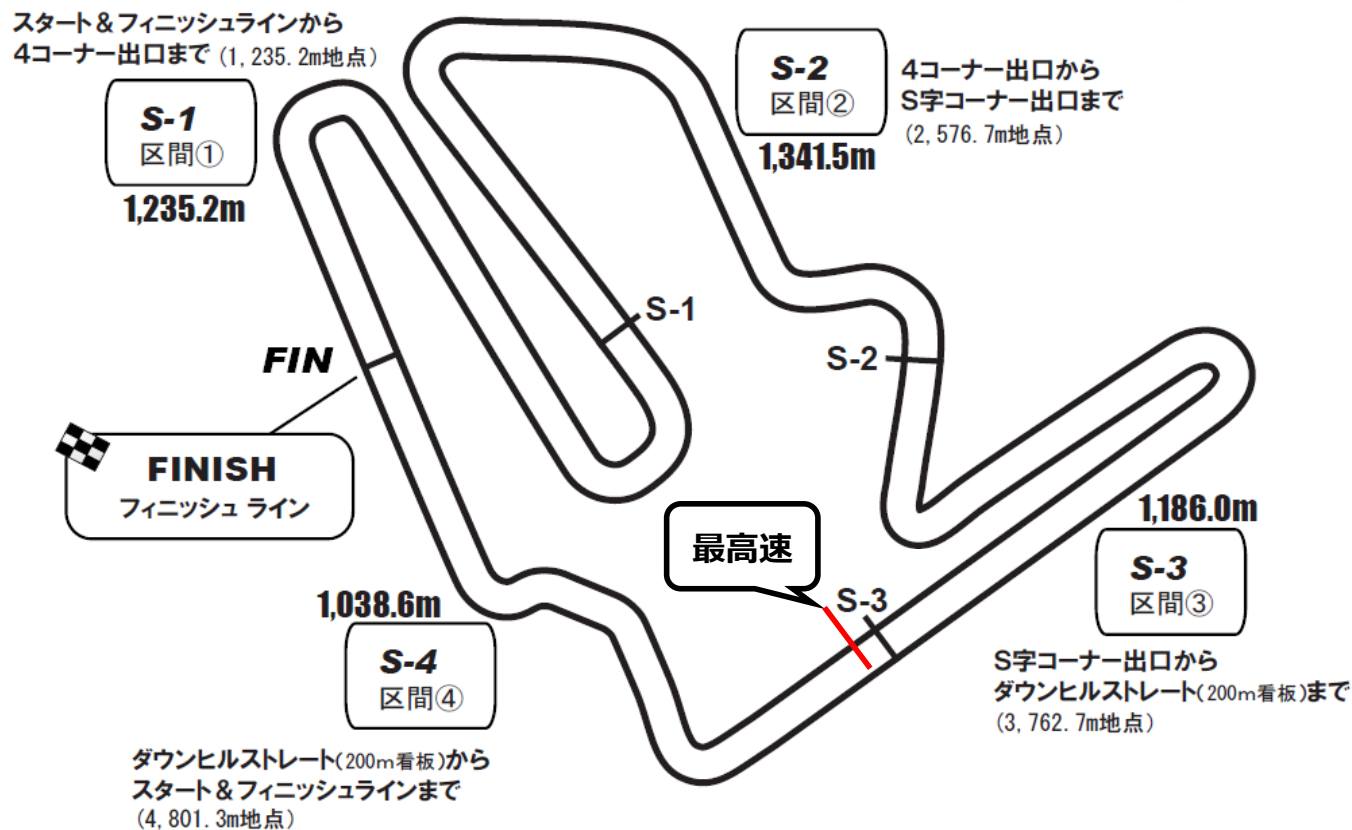 スタート＆フィニッシュラインから
4コーナー出口まで（1,235.2m地点）
S-1
区間①
1,235.2m
S-2
区間②
1,341.5m
4コーナー出口から
S字コーナー出口まで
（2,576.7m地点）
S-1
FIN
S-2
FINISH
フィニッシュ ライン
最高速
S-3
1,186.0m
S-3
区間③
S字コーナー出口から
ダウンヒルストレート（200m看板）まで
（3,762.7m地点）
1,038.6m
S-4
区間④
ダウンヒルストレート（200m看板）から
スタート＆フィニッシュラインまで
（4,801.3m地点）